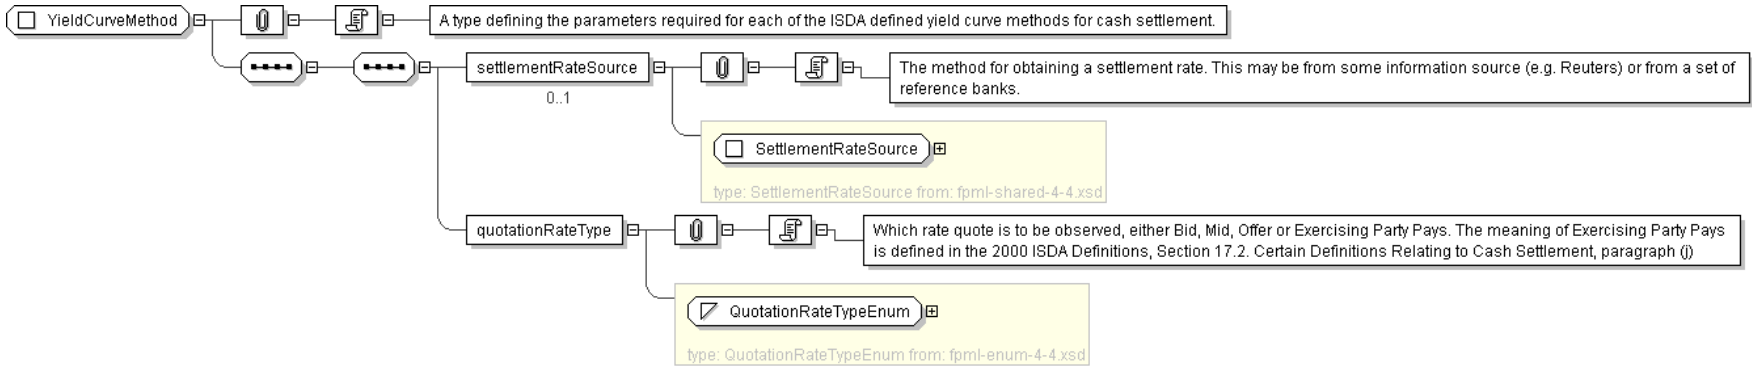 YieldCurveMethod
A type defining the parameters required for each of the ISDA defined yield curve methods for cash settlement.
settlementRateSource
0..1
The method for obtaining a settlement rate. This may be from some information source (e.g. Reuters) or from a set of
reference banks.
SettlementRateSource
type: SettlementRateSource from: fpml-shared-4-4.xsd
quotationRateType
Which rate quote is to be observed, either Bid, Mid, Offer or Exercising Party Pays. The meaning of Exercising Party Pays
is defined in the 2000 ISDA Definitions, Section 17.2. Certain Definitions Relating to Cash Settlement, paragraph (j)
QuotationRateTypeEnum
type: QuotationRateTypeEnum from: fpml-enum-4-4.xsd